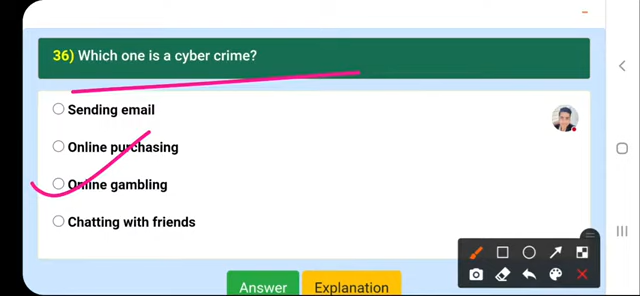 36) Which one is a cyber crime?
Sending email
Online purchasing
Online gambling
Chatting with friends
Answer Explanation